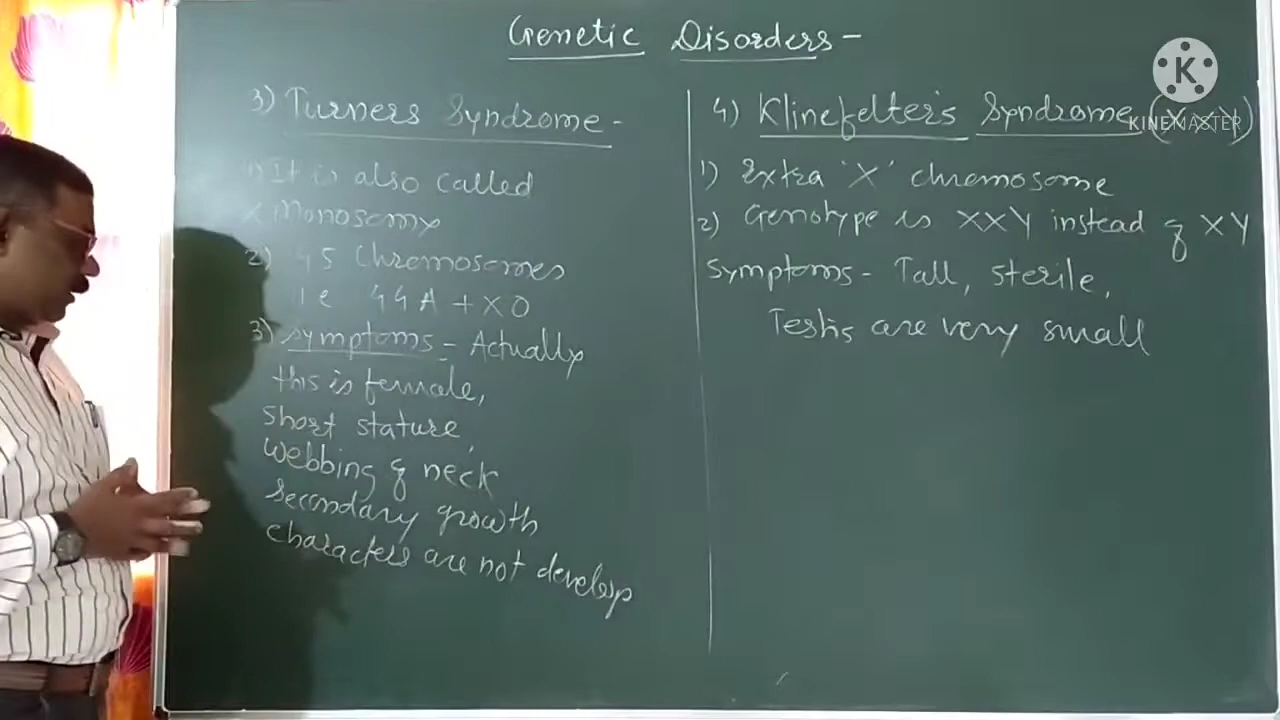 Genetic Disorders -
3) Turners Syndrome -
1) It is also called
X Monosomy
2) 45 Chromosomes
i e 44 A + X O
3) symptoms - Actually
this is female,
short stature,
webbing of neck
secondary growth
characters are not develop
4) Klinefelter's Syndrome (XXY)
1) Extra 'X' chromosome
2) Genotype is XXY instead of XY
symptoms - Tall, sterile,
Testis are very small
K
KINEMASTER